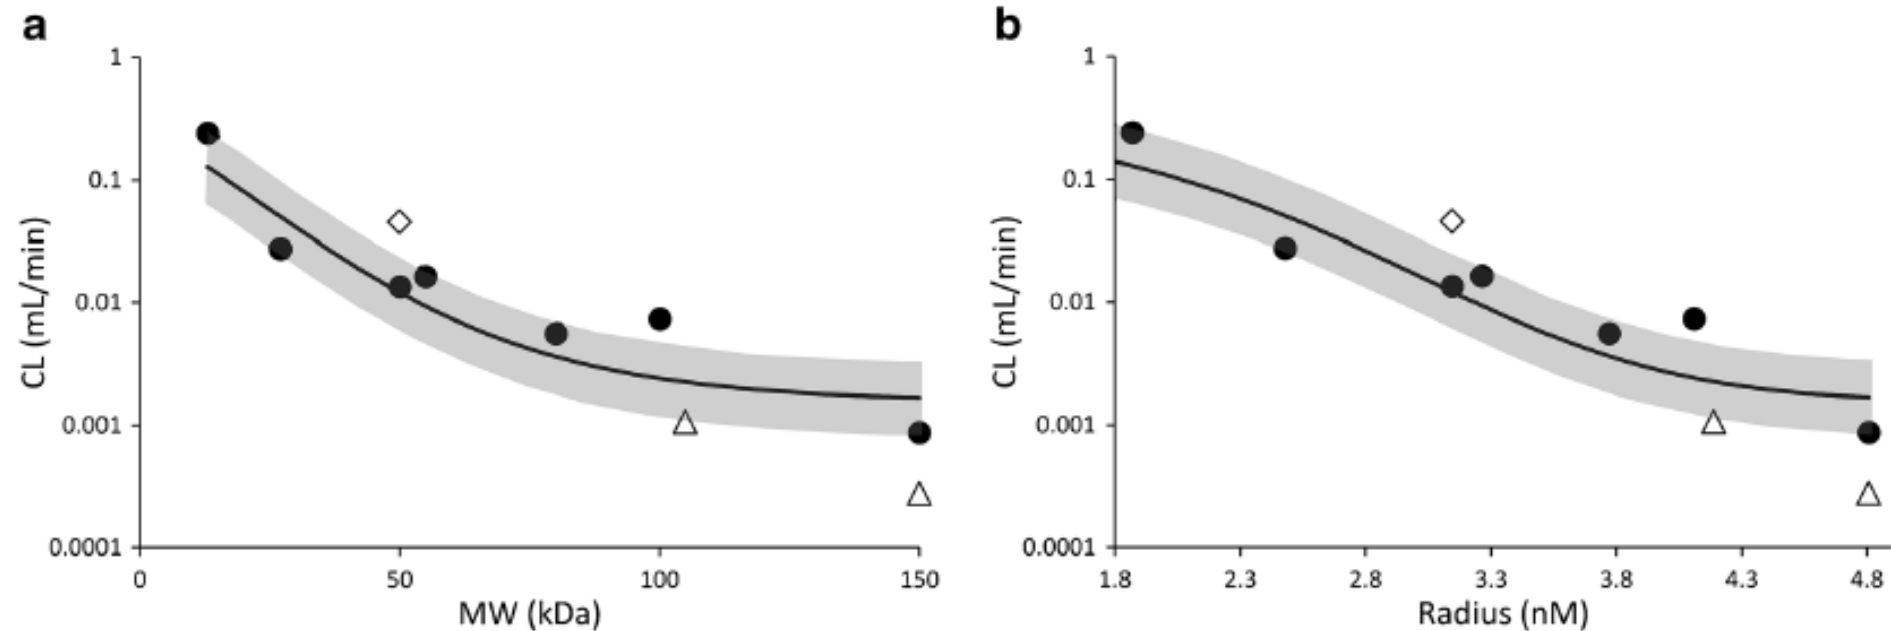 a
1
0.1
0.01
0.001
0.0001
CL (mL/min)
0 50 100 150
MW (kDa)
b
1
0.1
0.01
0.001
0.0001
CL (mL/min)
1.8 2.3 2.8 3.3 3.8 4.3 4.8
Radius (nM)